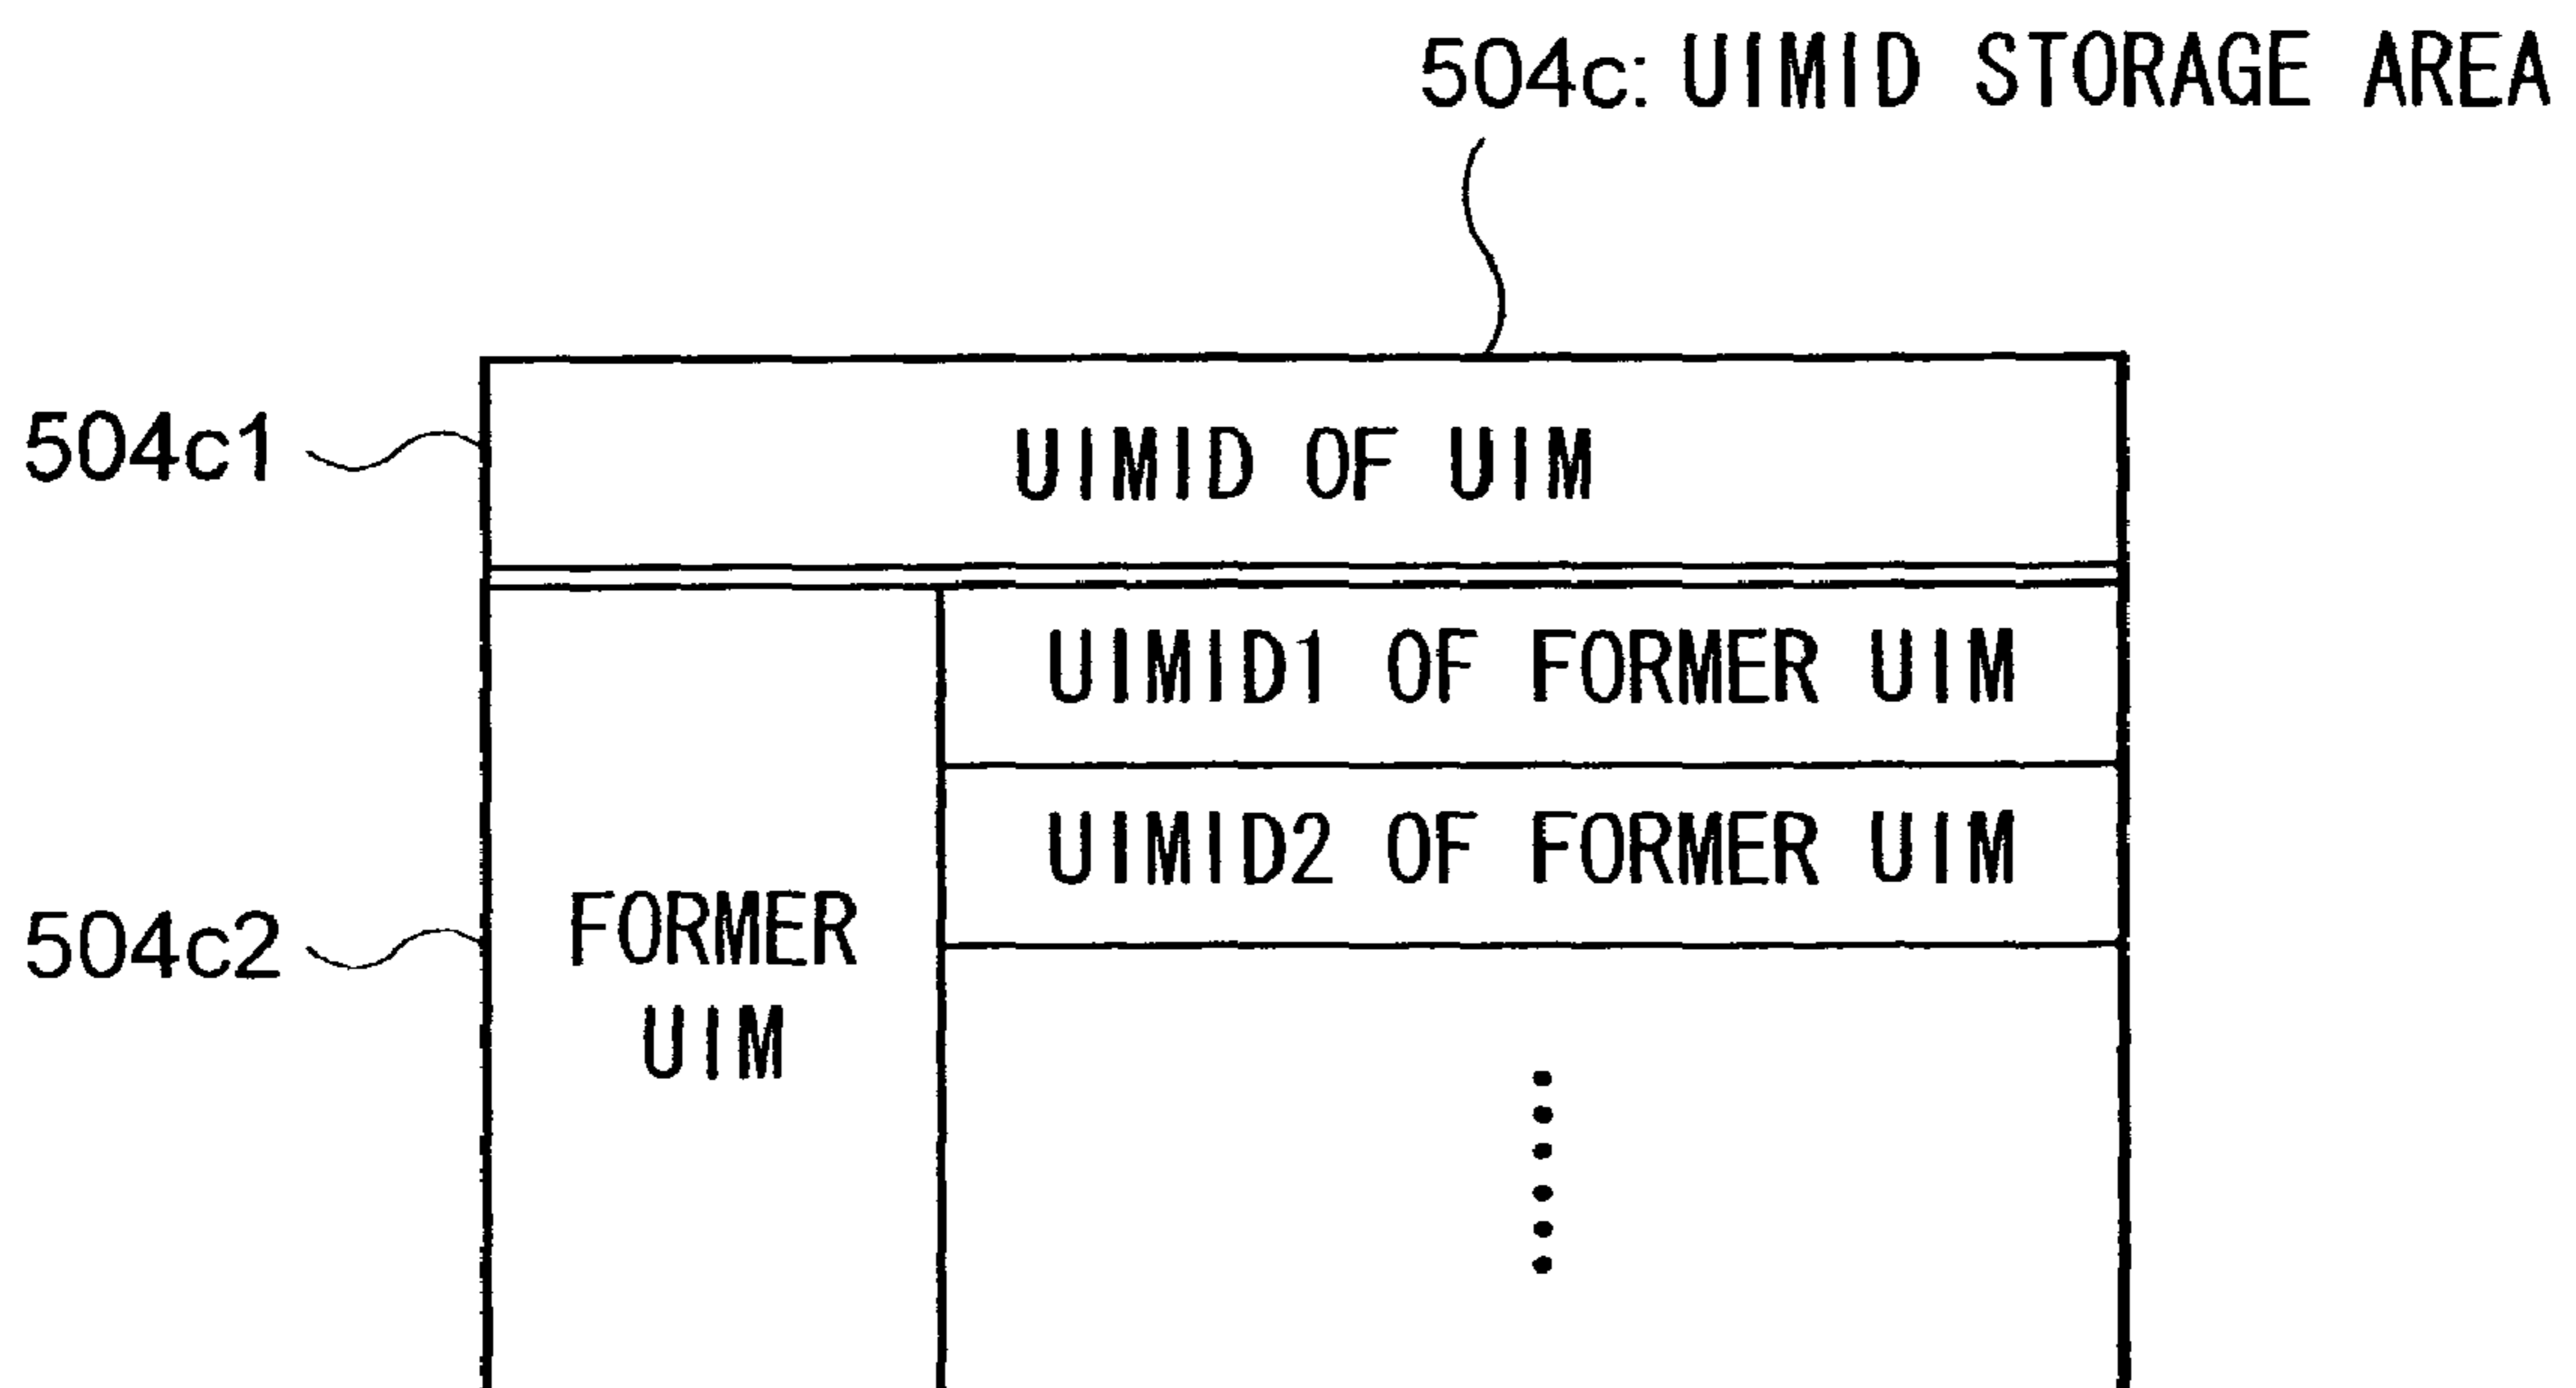 504c: UIMID STORAGE AREA
504c1
UIMID OF UIM
UIMID1 OF FORMER UIM
UIMID2 OF FORMER UIM
504c2
FORMER
UIM